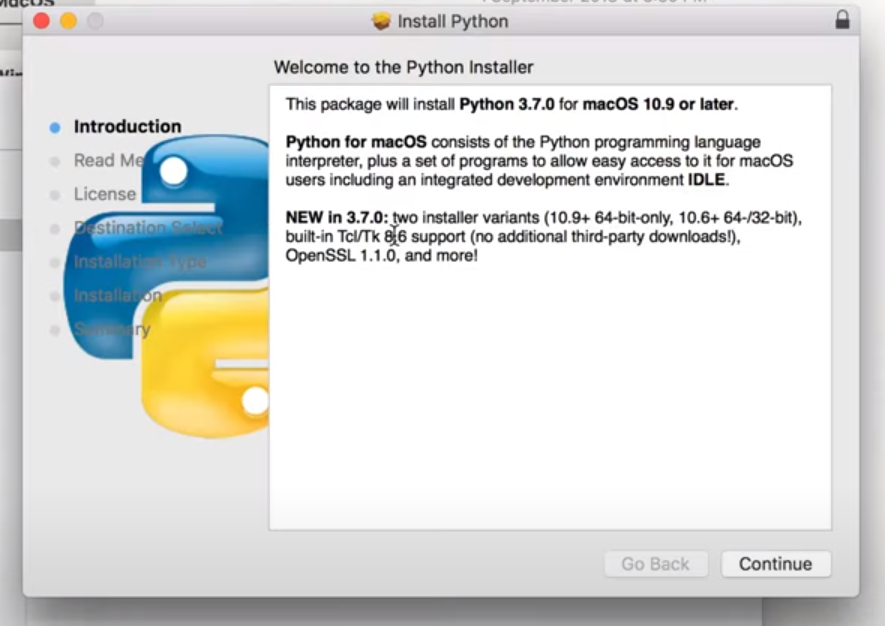 MacOS
Install Python
Welcome to the Python Installer
Introduction
Read Me
License
Destination Select
Installation Type
Installation
Summary
This package will install Python 3.7.0 for macOS 10.9 or later.
Python for macOS consists of the Python programming language
interpreter, plus a set of programs to allow easy access to it for macOS
users including an integrated development environment IDLE.
NEW in 3.7.0: two installer variants (10.9+ 64-bit-only, 10.6+ 64-/32-bit),
built-in Tcl/Tk 8.6 support (no additional third-party downloads!),
OpenSSL 1.1.0, and more!
Go Back
Continue